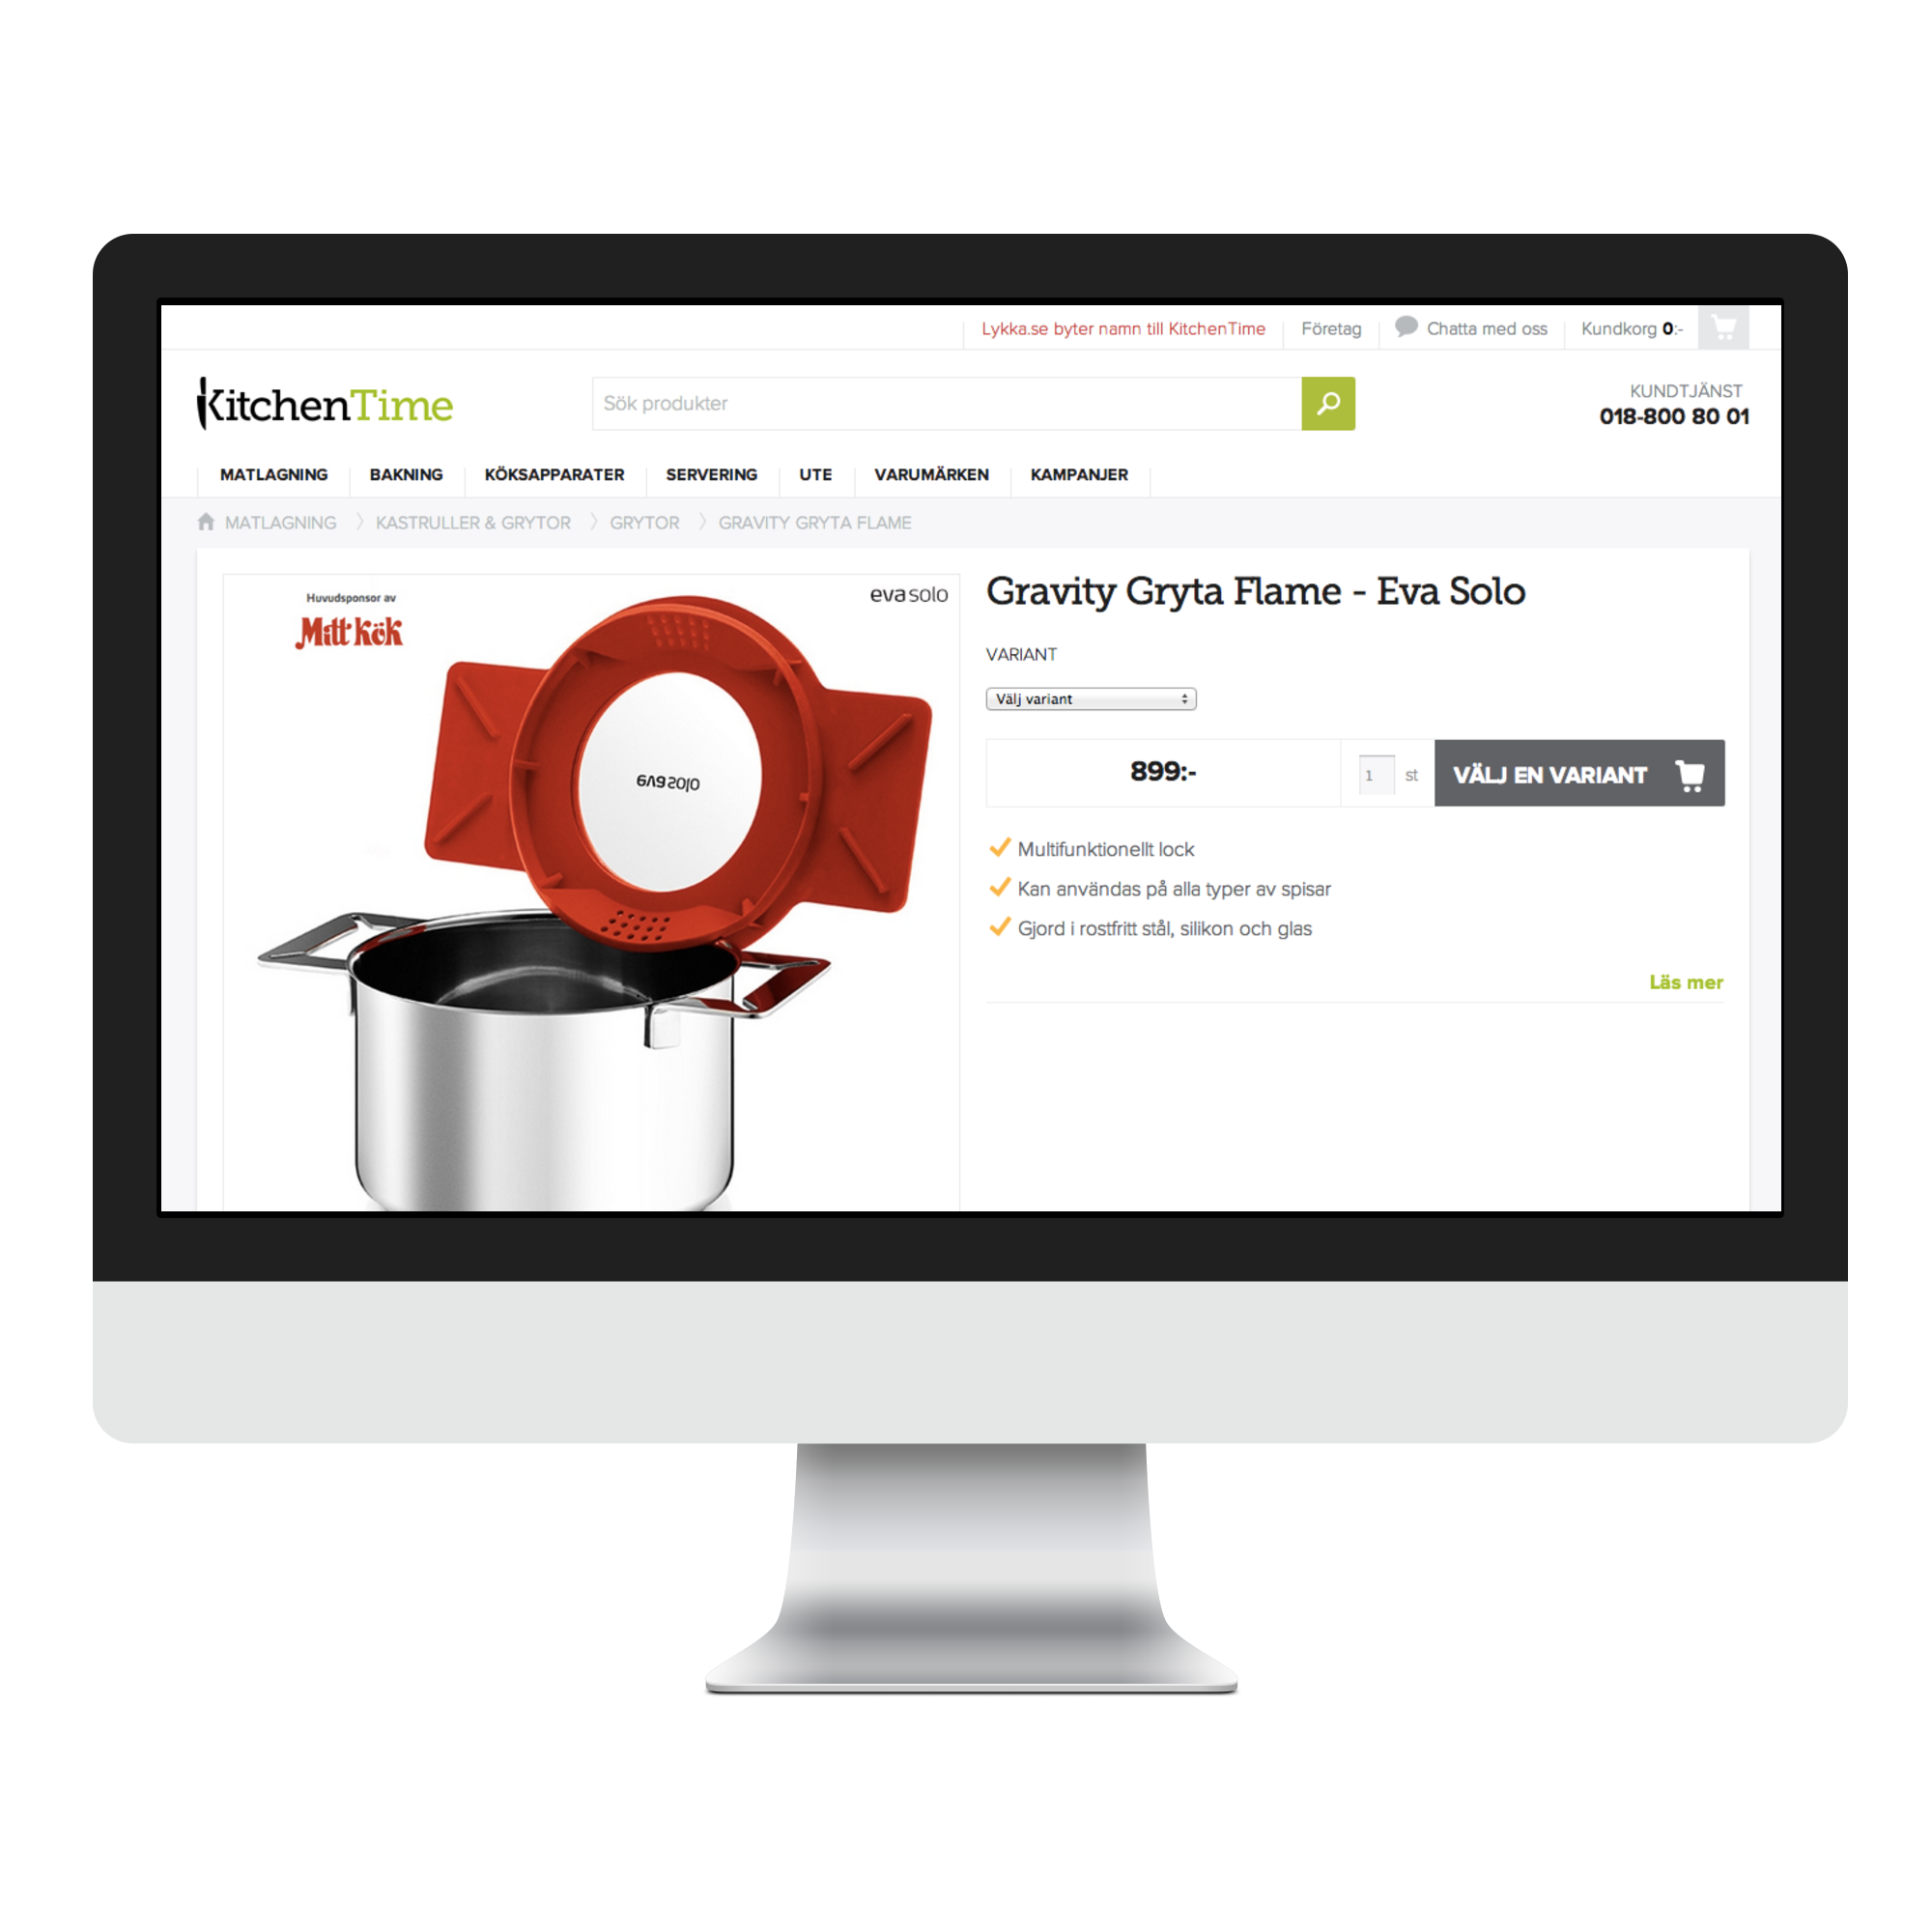 Lykka.se byter namn till KitchenTime
Företag
Chatta med oss
Kundkorg 0:-
KitchenTime
Sök produkter
KUNDTJÄNST
018-800 80 01
MATLAGNING
BAKNING
KÖKSAPPARATER
SERVERING
UTE
VARUMÄRKEN
KAMPANJER
MATLAGNING
KASTRULLER & GRYTOR
GRYTOR
GRAVITY GRYTA FLAME
Huvudsponsor av
Mitt kök
eva solo
eva solo
Gravity Gryta Flame - Eva Solo
VARIANT
Välj variant
899:-
1 st
VÄLJ EN VARIANT
Multifunktionellt lock
Kan användas på alla typer av spisar
Gjord i rostfritt stål, silikon och glas
Läs mer